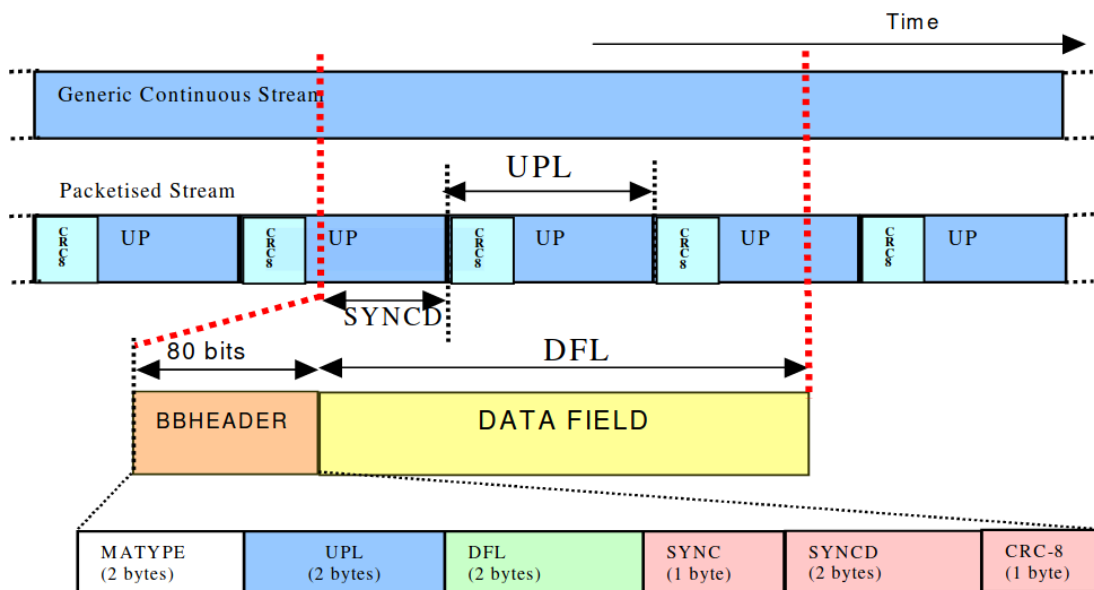 Time
Generic Continuous Stream
UPL
Packetised Stream
CRC8 UP CRC8 UP CRC8 UP CRC8 UP CRC8 UP
SYNCD
80 bits DFL
BBHEADER DATA FIELD
MATYPE UPL DFL SYNC SYNCD CRC-8
(2 bytes) (2 bytes) (2 bytes) (1 byte) (2 bytes) (1 byte)